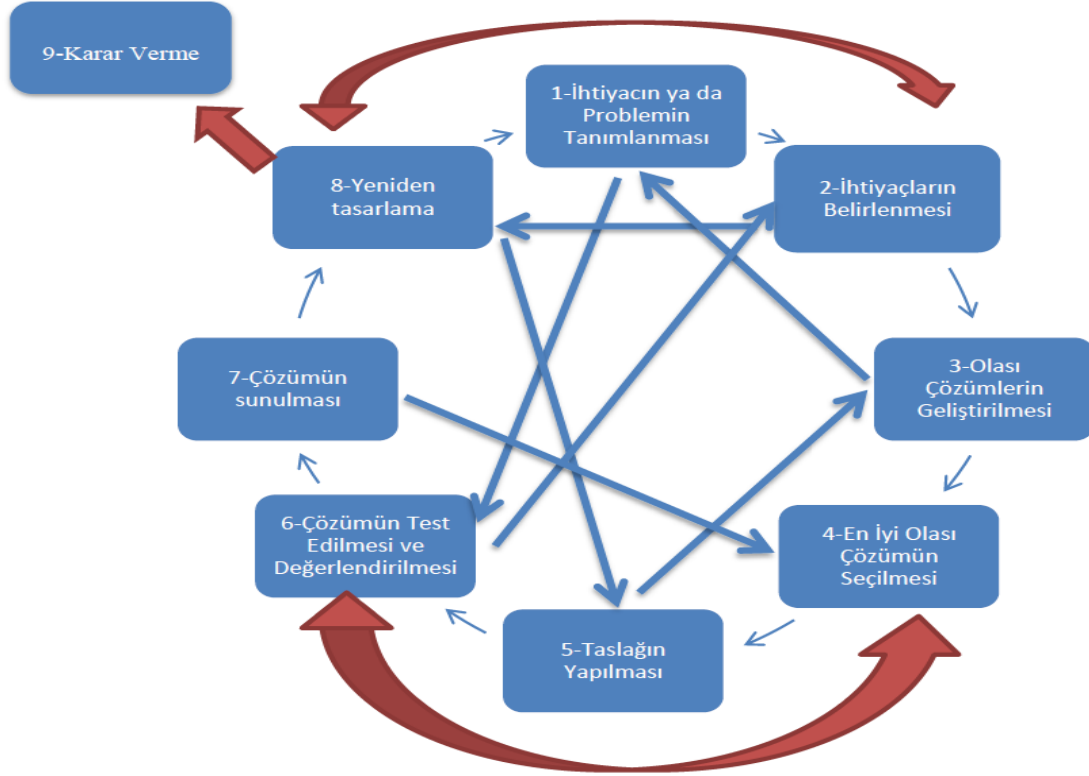 9-Karar Verme
1-İhtiyacın ya da
Problemin
Tanımlanması
2-İhtiyaçların
Belirlenmesi
3-Olası
Çözümlerin
Geliştirilmesi
4-En İyi Olası
Çözümün
Seçilmesi
5-Taslağın
Yapılması
6-Çözümün Test
Edilmesi ve
Değerlendirilmesi
7-Çözümün
sunulması
8-Yeniden
tasarlama